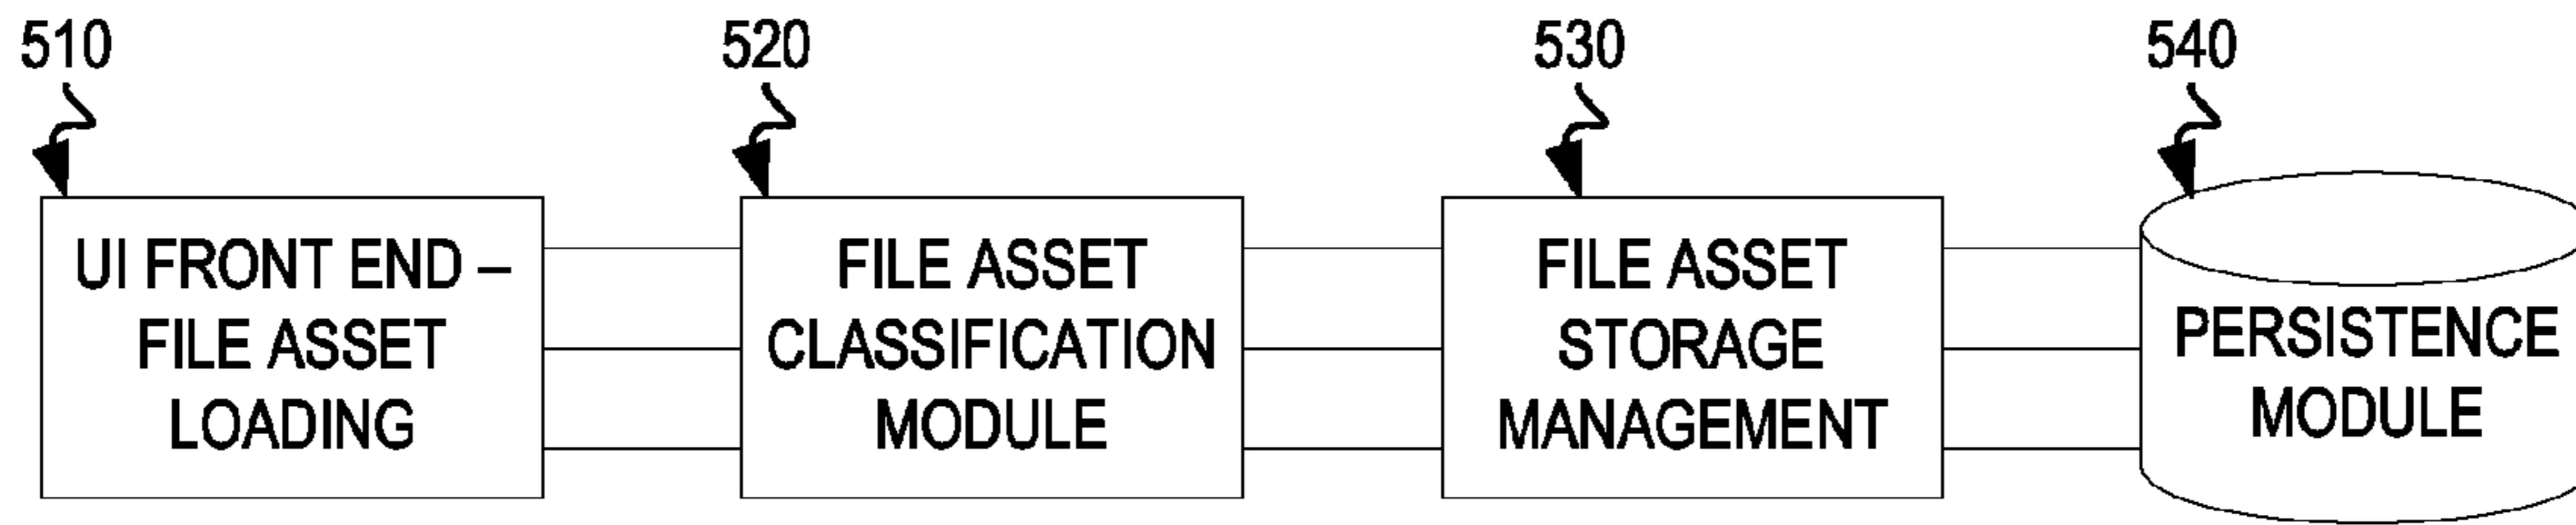 510
520
530
540
UI FRONT END –
FILE ASSET
LOADING
FILE ASSET
CLASSIFICATION
MODULE
FILE ASSET
STORAGE
MANAGEMENT
PERSISTENCE
MODULE